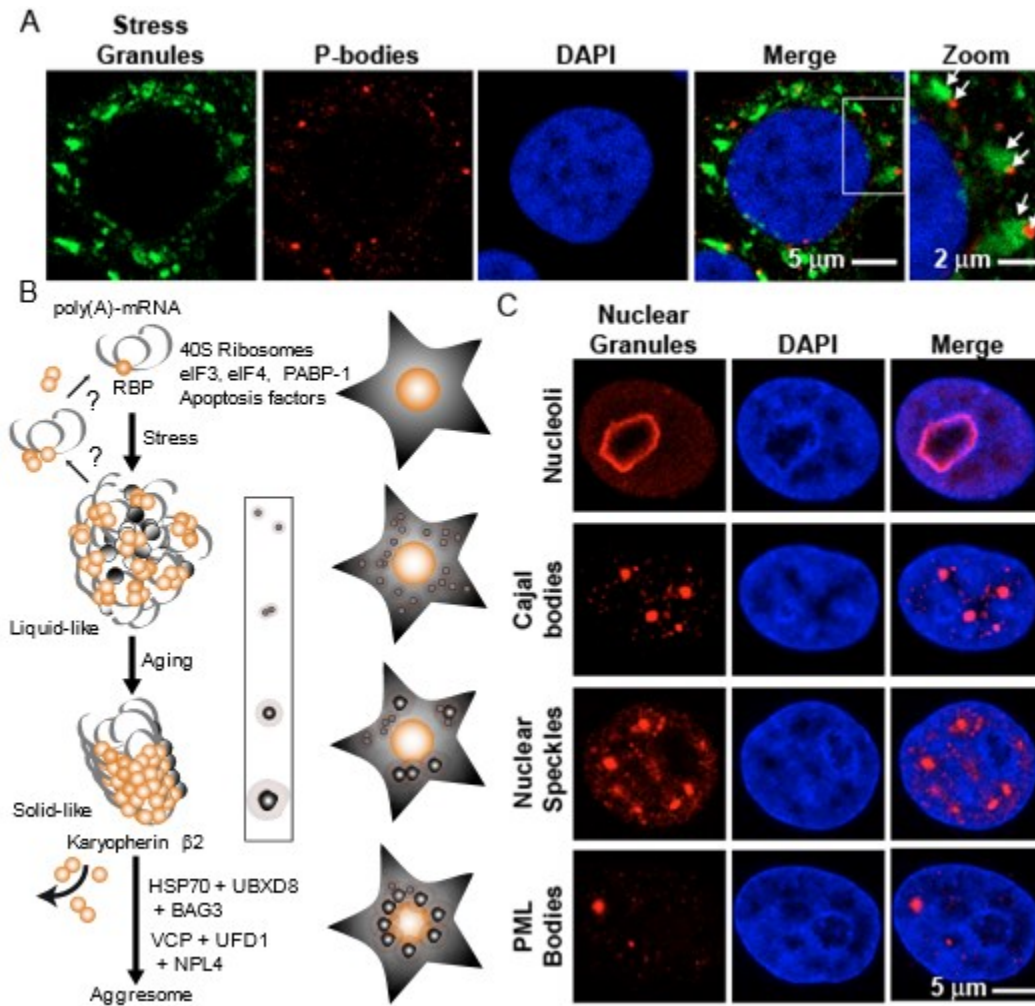 A
Stress
Granules
P-bodies
DAPI
Merge
Zoom
5 μm
2 μm
B
poly(A)-mRNA
RBP
40S Ribosomes
eIF3, eIF4, PABP-1
Apoptosis factors
?
?
Stress
Liquid-like
Aging
Solid-like
Karyopherin β2
HSP70 + UBXD8
+ BAG3
VCP + UFD1
+ NPL4
Aggresome
C
Nuclear
Granules
DAPI
Merge
Nucleoli
Cajal
bodies
Nuclear
Speckles
PML
Bodies
5 μm